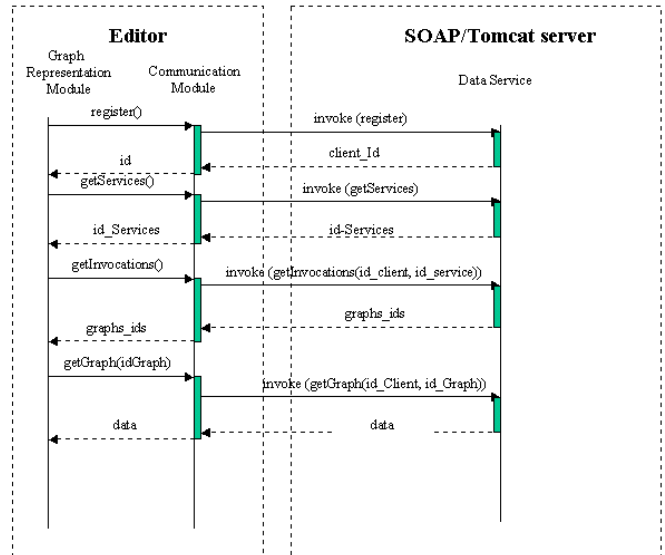 Editor
SOAP/Tomcat server
Graph
Representation
Module
Communication
Module
Data Service
register()
invoke (register)
client_Id
id
getServices()
invoke (getServices)
id_Services
id-Services
getInvocations()
invoke (getInvocations(id_client, id_service))
graphs_ids
graphs_ids
getGraph(idGraph)
invoke (getGraph(id_Client, id_Graph))
data
data